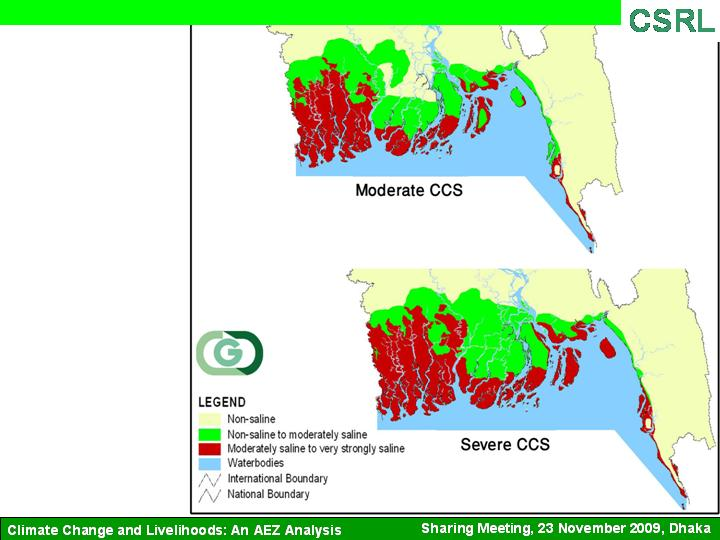 CSRL
Moderate CCS
Severe CCS
CGD
LEGEND
Non-saline
Non-saline to moderately saline
Moderately saline to very strongly saline
Waterbodies
International Boundary
National Boundary
Climate Change and Livelihoods: An AEZ Analysis
Sharing Meeting, 23 November 2009, Dhaka